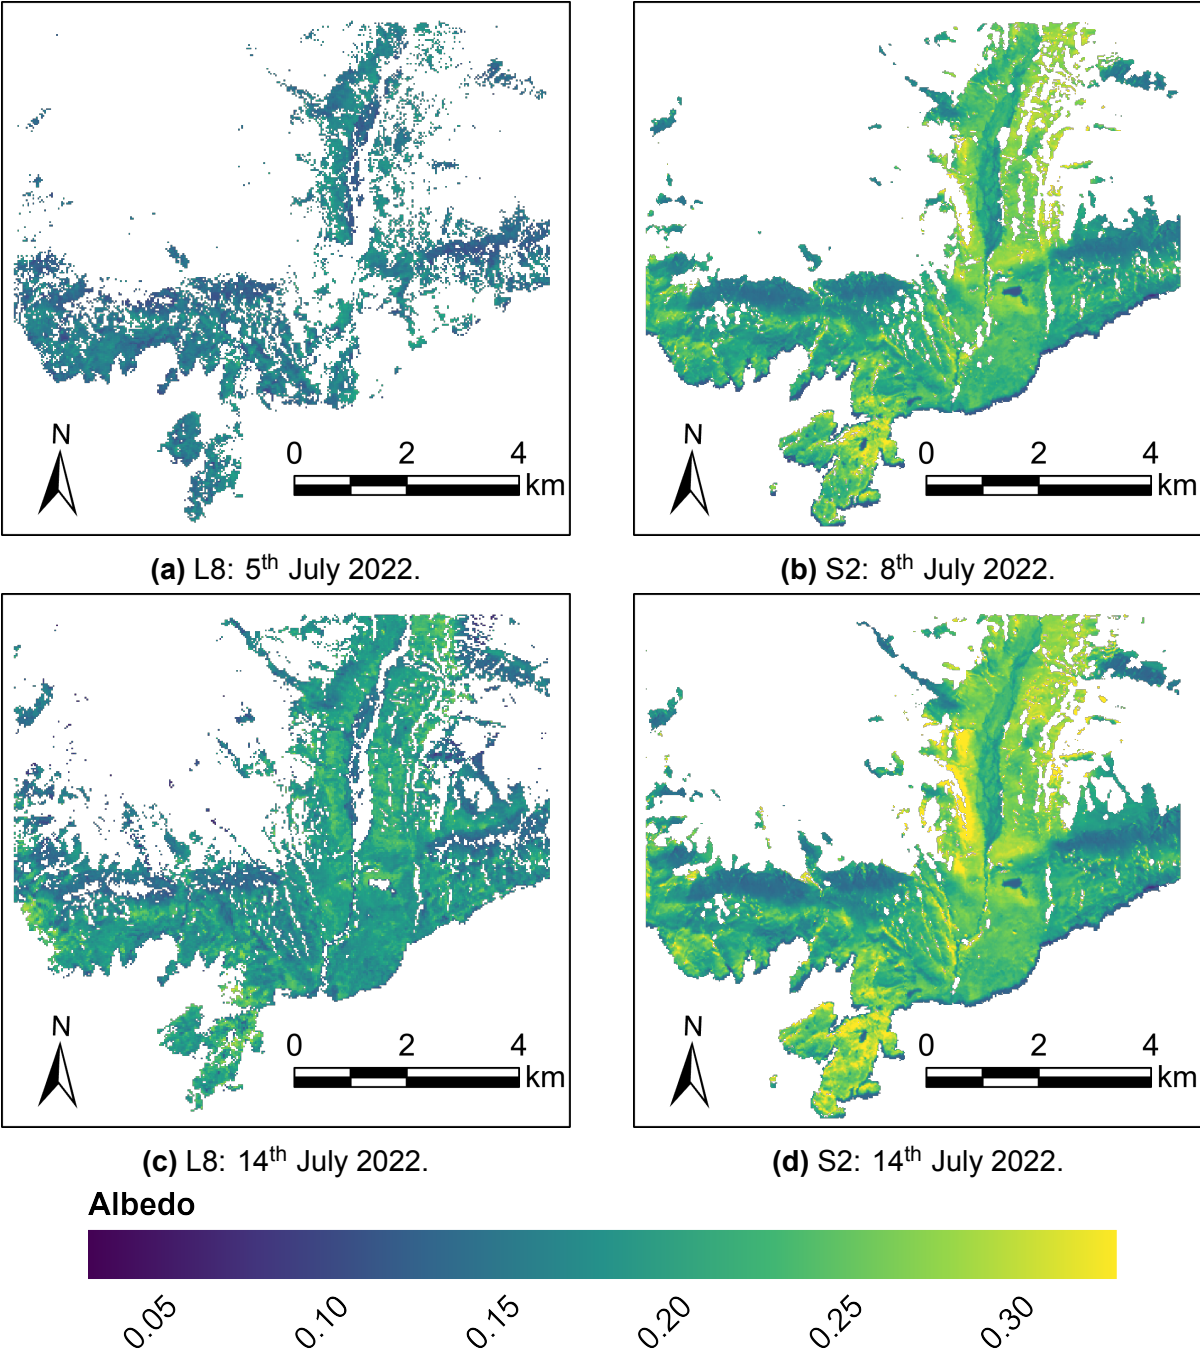 N
0 2 4
km
N
0 2 4
km
(a) L8: 5th July 2022.
(b) S2: 8th July 2022.
N
0 2 4
km
N
0 2 4
km
(c) L8: 14th July 2022.
(d) S2: 14th July 2022.
Albedo
0.05 0.10 0.15 0.20 0.25 0.30